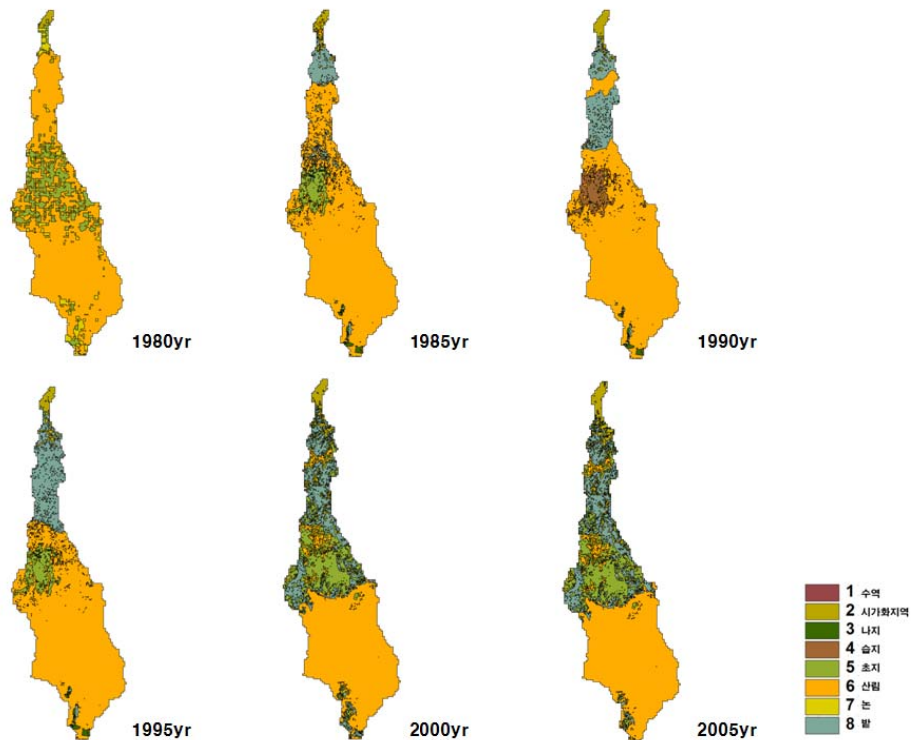 1980yr
1985yr
1990yr
1995yr
2000yr
2005yr
1 수역
2 시가화지역
3 나지
4 습지
5 초지
6 산림
7 논
8 밭